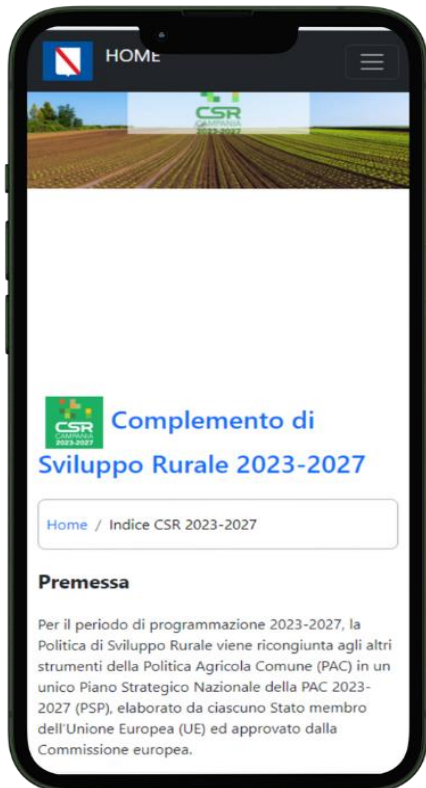 HOME
CSR
CAMPANIA
2023-2027
CSR
CAMPANIA
2023-2027
Complemento di
Sviluppo Rurale 2023-2027
Home / Indice CSR 2023-2027
Premessa
Per il periodo di programmazione 2023-2027, la
Politica di Sviluppo Rurale viene ricongiunta agli altri
strumenti della Politica Agricola Comune (PAC) in un
unico Piano Strategico Nazionale della PAC 2023-
2027 (PSP), elaborato da ciascuno Stato membro
dell'Unione Europea (UE) ed approvato dalla
Commissione europea.